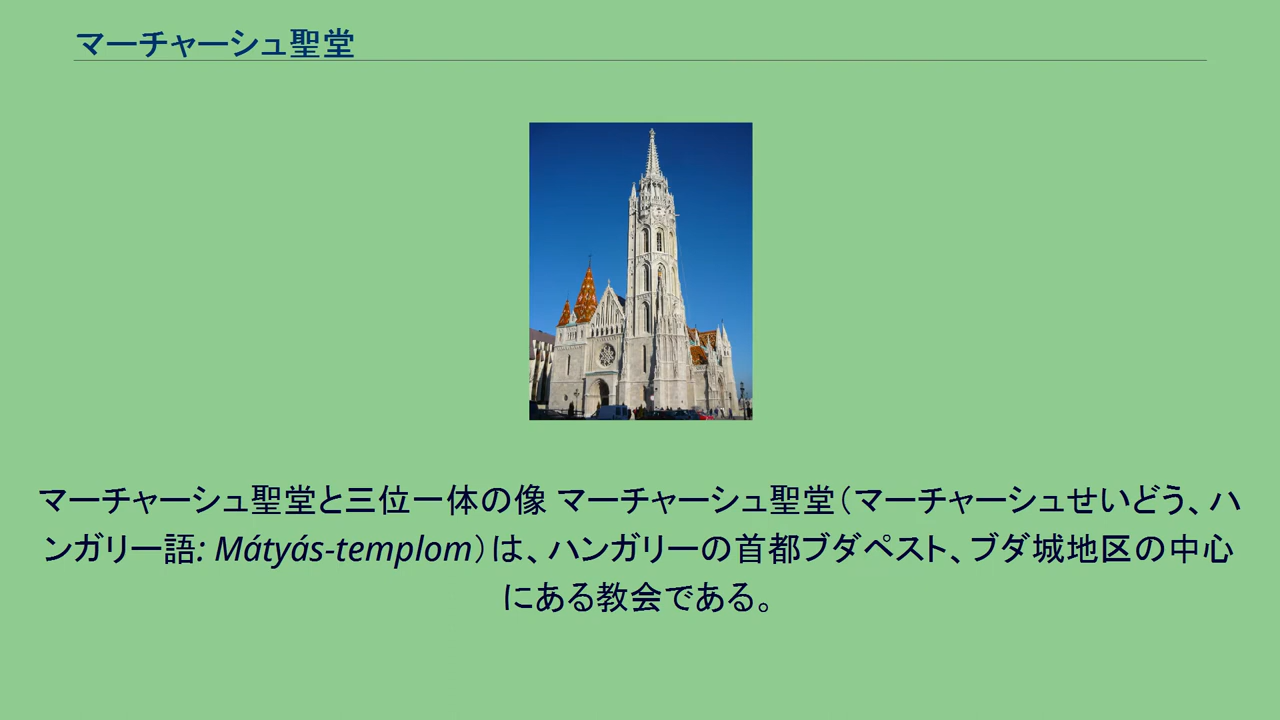 マーチャーシュ聖堂
マーチャーシュ聖堂と三位一体の像 マーチャーシュ聖堂（マーチャーシュせいどう、ハ
ンガリー語: Mátyás-templom）は、ハンガリーの首都ブダペスト、ブダ城地区の中心
にある教会である。